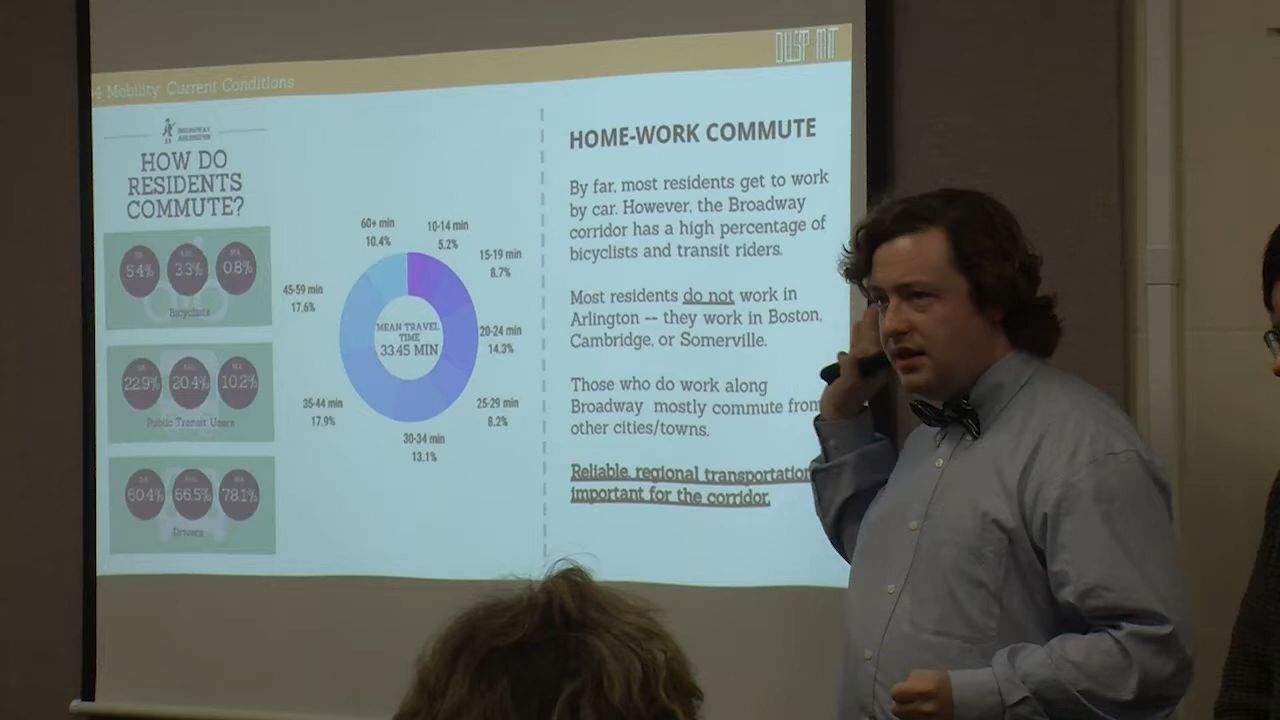 4 Mobility: Current Conditions
DUSP MIT
BROADWAY
ARLINGTON
HOW DO
RESIDENTS
COMMUTE?
5.4%
3.3%
0.8%
Bicyclists
22.9%
20.4%
10.2%
Public Transit Users
60.4%
66.5%
78.1%
Drivers
60+ min
10.4%
10-14 min
5.2%
15-19 min
8.7%
45-59 min
17.6%
20-24 min
14.3%
MEAN TRAVEL
TIME
33.45 MIN
35-44 min
17.9%
25-29 min
8.2%
30-34 min
13.1%
HOME-WORK COMMUTE
By far, most residents get to work
by car. However, the Broadway
corridor has a high percentage of
bicyclists and transit riders.
Most residents do not work in
Arlington -- they work in Boston,
Cambridge, or Somerville.
Those who do work along
Broadway mostly commute from
other cities/towns.
Reliable, regional transportation
important for the corridor.